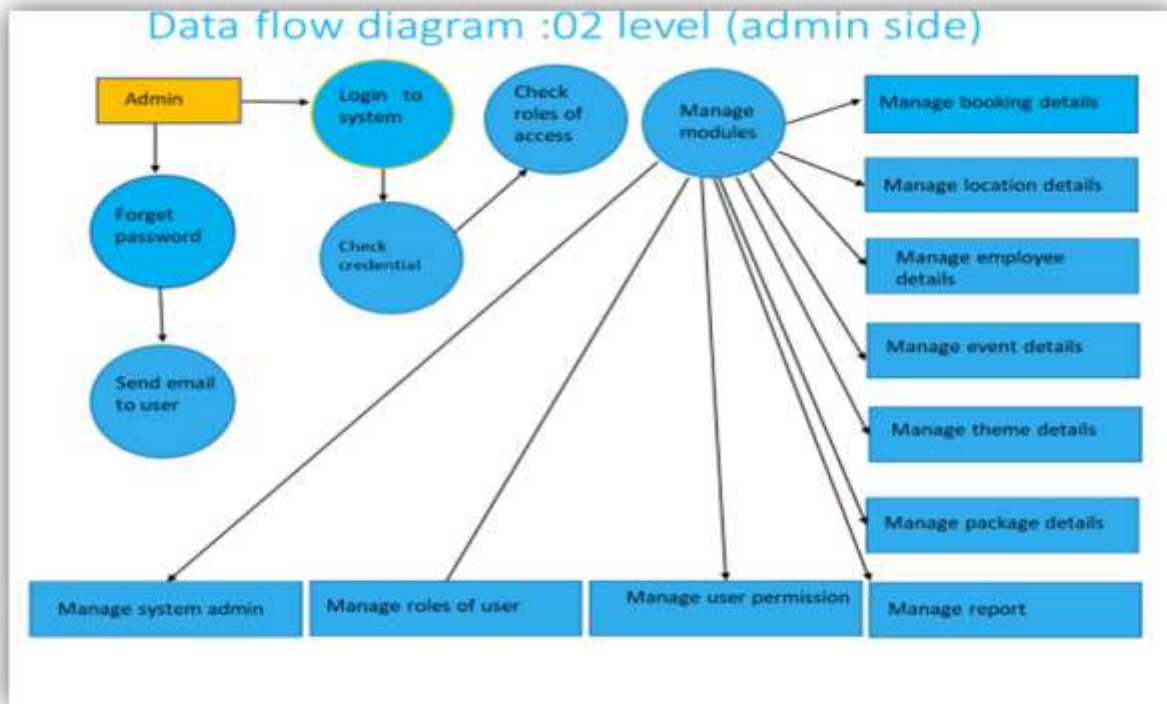 Data flow diagram :02 level (admin side)
Admin
Login to
system
Check
roles of
access
Manage
modules
Manage booking details
Manage location details
Forget
password
Check
credential
Manage employee
details
Manage event details
Send email
to user
Manage theme details
Manage package details
Manage system admin
Manage roles of user
Manage user permission
Manage report